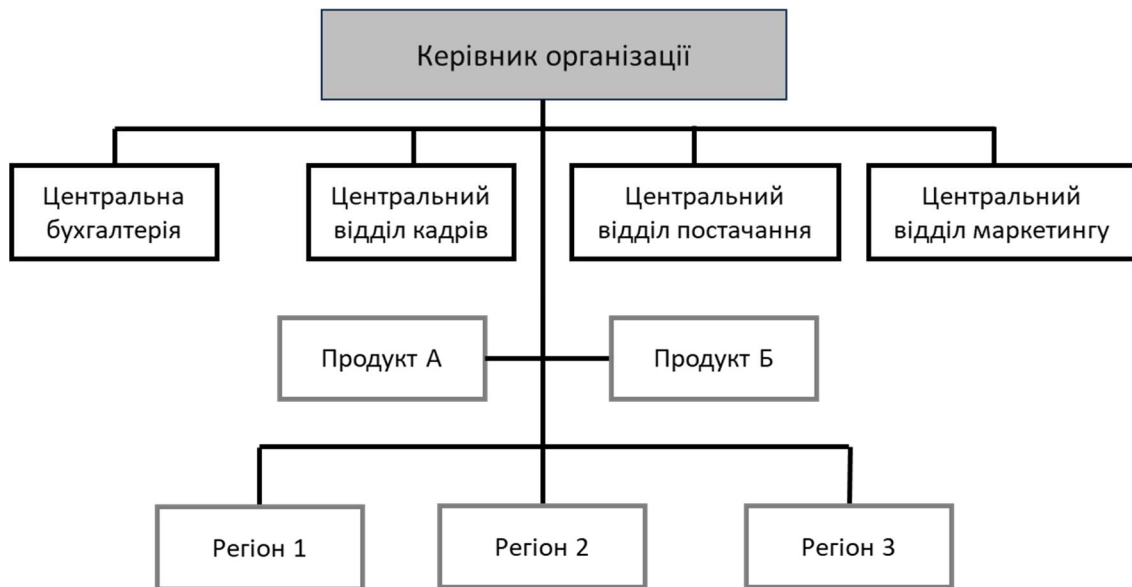 Керівник організації
Центральна
бухгалтерія
Центральний
відділ кадрів
Центральний
відділ постачання
Центральний
відділ маркетингу
Продукт А
Продукт Б
Регіон 1
Регіон 2
Регіон 3